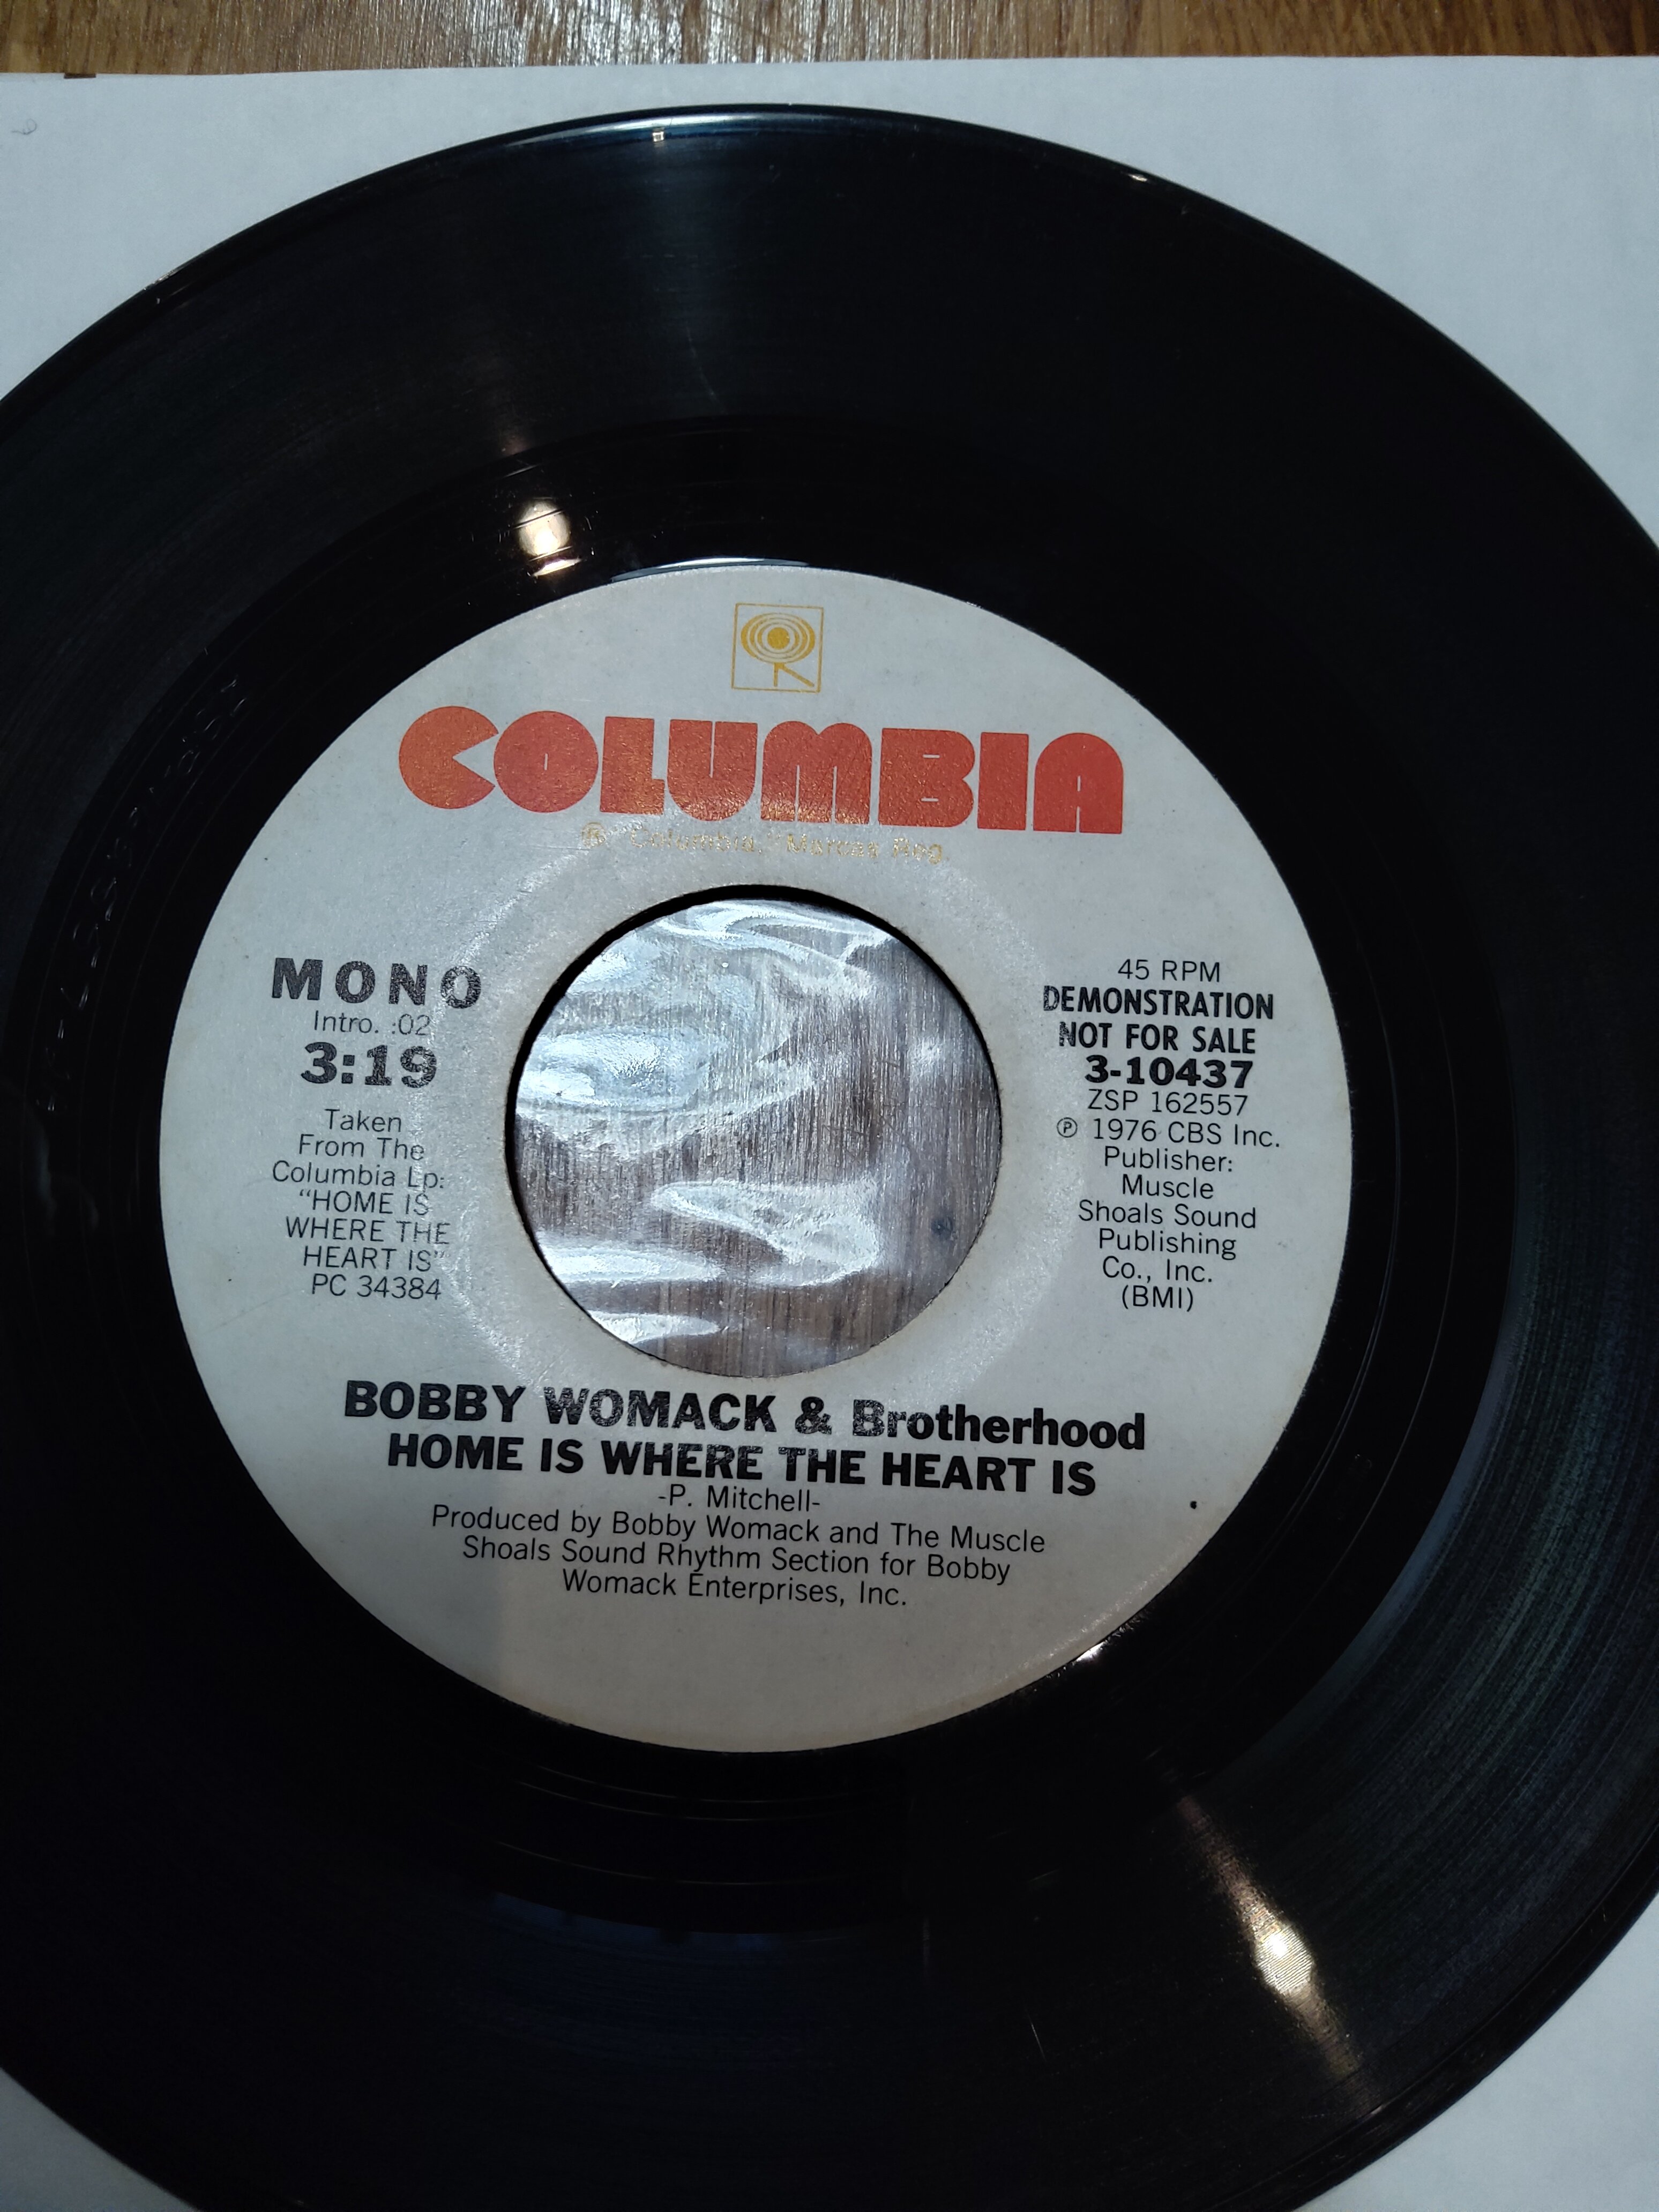 COLUMBIA
® "Columbia," Marcas Reg.
MONO
Intro. :02
3:19
Taken
From The
Columbia Lp:
"HOME IS
WHERE THE
HEART IS"
PC 34384
45 RPM
DEMONSTRATION
NOT FOR SALE
3-10437
ZSP 162557
℗ 1976 CBS Inc.
Publisher:
Muscle
Shoals Sound
Publishing
Co., Inc.
(BMI)
BOBBY WOMACK & Brotherhood
HOME IS WHERE THE HEART IS
-P. Mitchell-
Produced by Bobby Womack and The Muscle
Shoals Sound Rhythm Section for Bobby
Womack Enterprises, Inc.